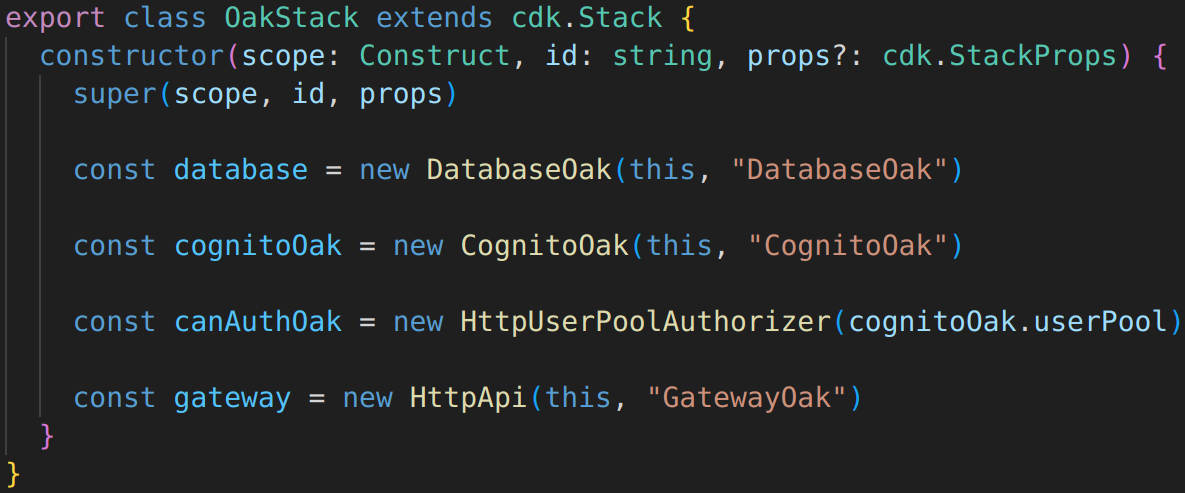 export class OakStack extends cdk.Stack {
constructor(scope: Construct, id: string, props?: cdk.StackProps) {
super(scope, id, props)
const database = new DatabaseOak(this, "DatabaseOak")
const cognitoOak = new CognitoOak(this, "CognitoOak")
const canAuthOak = new HttpUserPoolAuthorizer(cognitoOak.userPool)
const gateway = new HttpApi(this, "GatewayOak")
}
}